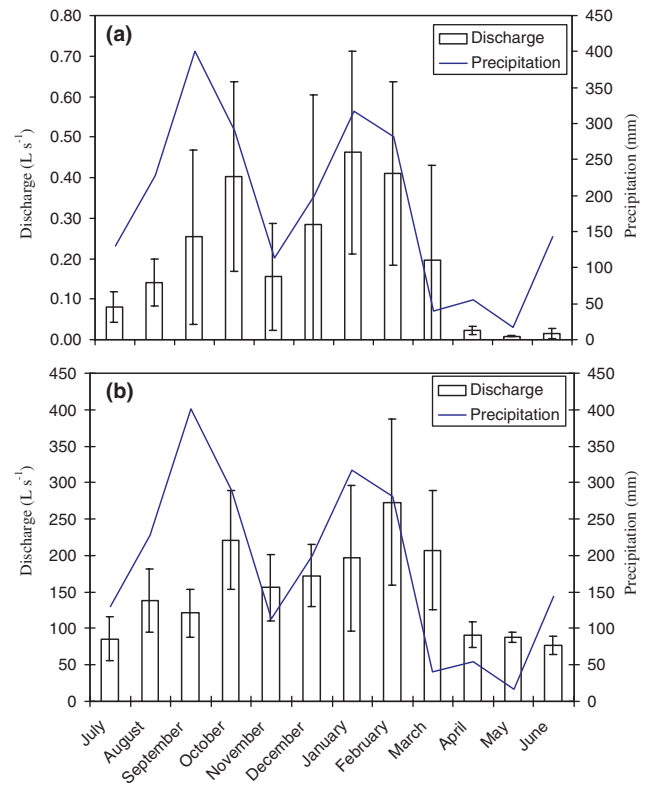 (a)
Discharge
Precipitation
0.80
0.70
0.60
0.50
0.40
0.30
0.20
0.10
0.00
Discharge (L s-1)
450
400
350
300
250
200
150
100
50
0
Precipitation (mm)
(b)
Discharge
Precipitation
450
400
350
300
250
200
150
100
50
0
Discharge (L s-1)
450
400
350
300
250
200
150
100
50
0
Precipitation (mm)
July
August
September
October
November
December
January
February
March
April
May
June